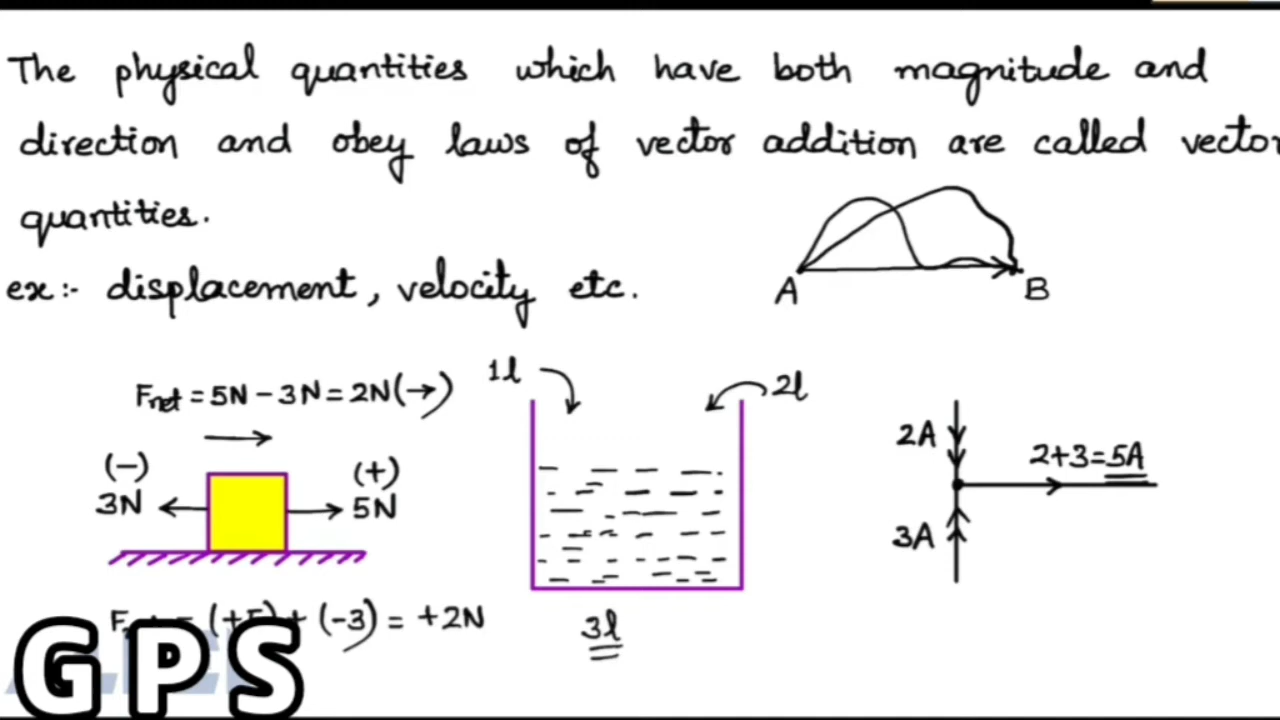 The physical quantities which have both magnitude and
direction and obey laws of vector addition are called vector
quantities.
ex:- displacement, velocity etc.
A
B
Fnet = 5N - 3N = 2N(→)
(-)
3N
(+)
5N
1l
2l
3l
2A
3A
2+3=5A
(+5)+(-3) = +2N
GPS